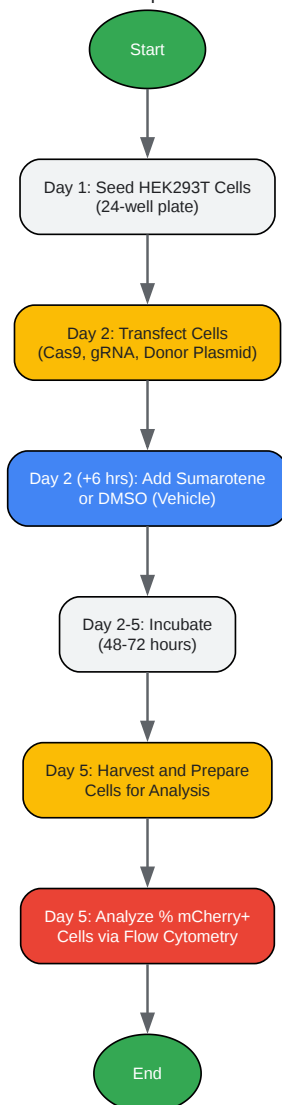 Start
Day 1: Seed HEK293T Cells
(24-well plate)
Day 2: Transfect Cells
(Cas9, gRNA, Donor Plasmid)
Day 2 (+6 hrs): Add Sumarotene
or DMSO (Vehicle)
Day 2-5: Incubate
(48-72 hours)
Day 5: Harvest and Prepare
Cells for Analysis
Day 5: Analyze % mCherry+
Cells via Flow Cytometry
End